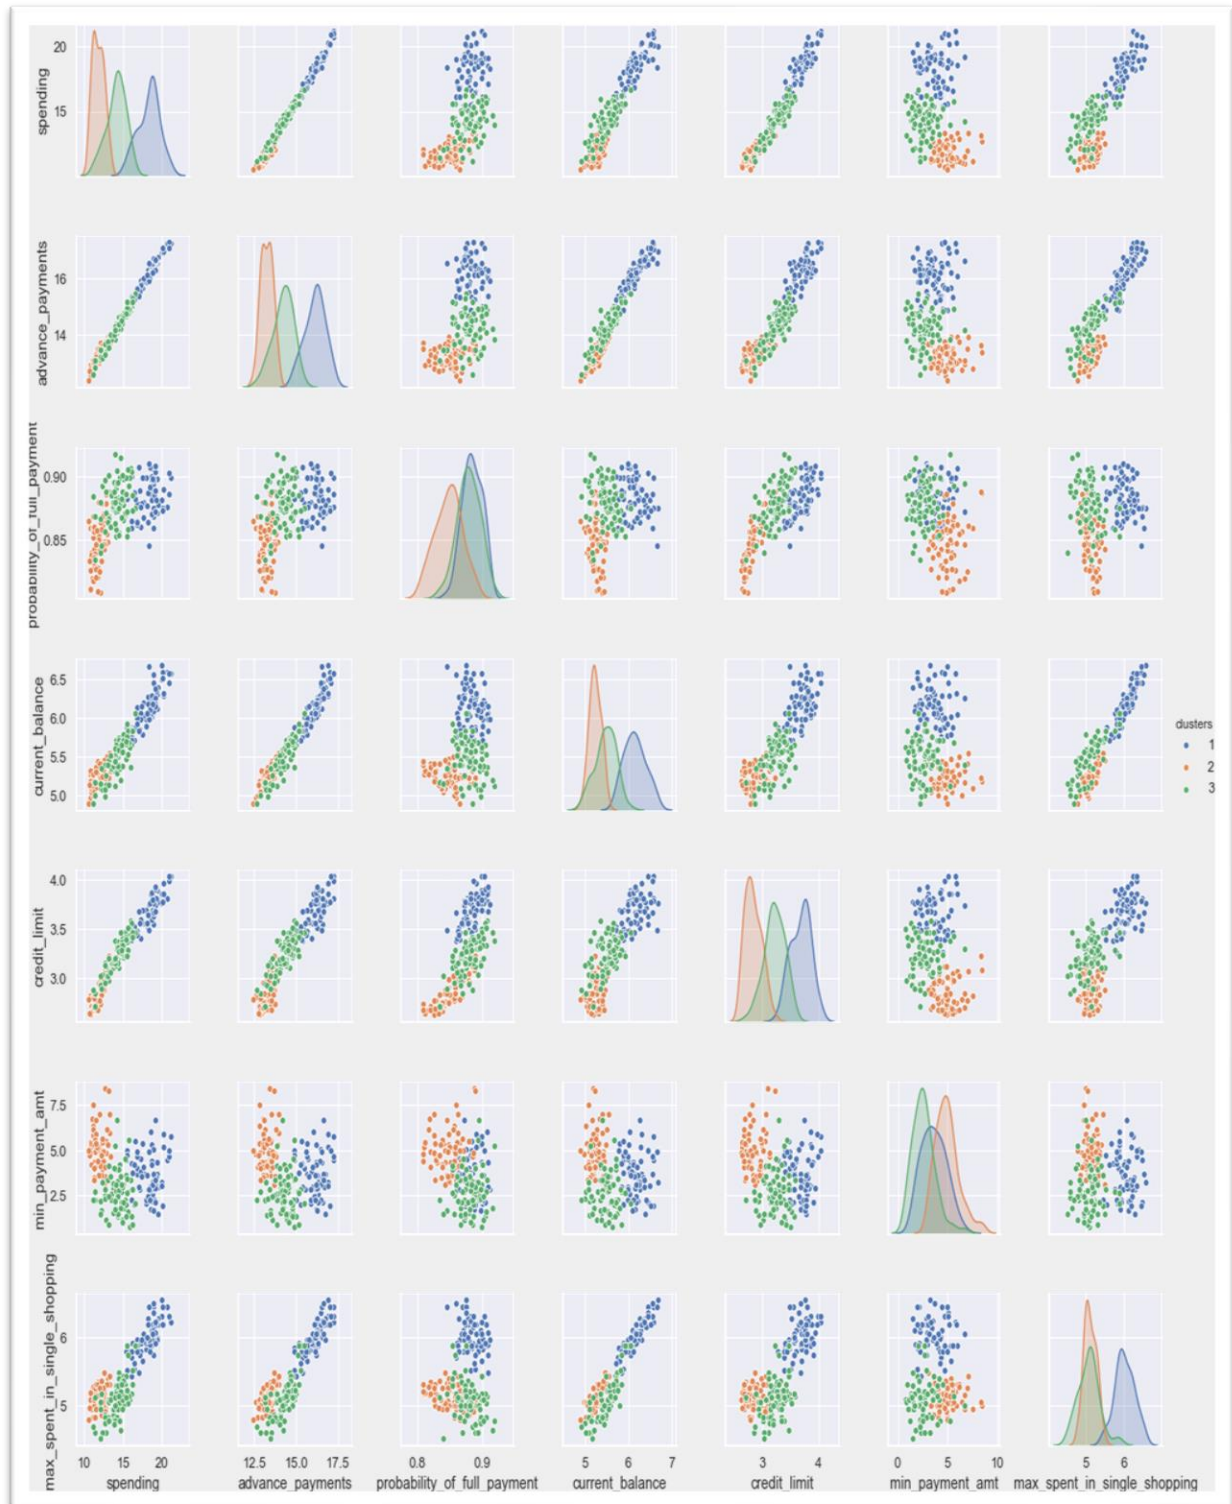 spending
20
15
advance_payments
16
14
probability_of_full_payment
0.90
0.85
current_balance
6.5
6.0
5.5
5.0
clusters
1
2
3
credit_limit
4.0
3.5
3.0
min_payment_amt
7.5
5.0
2.5
max_spent_in_single_shopping
6
5
10 15 20 12.5 15.0 17.5 0.8 0.9 5 6 7 3 4 0 5 10 5 6
spending advance_payments probability_of_full_payment current_balance credit_limit min_payment_amt max_spent_in_single_shopping